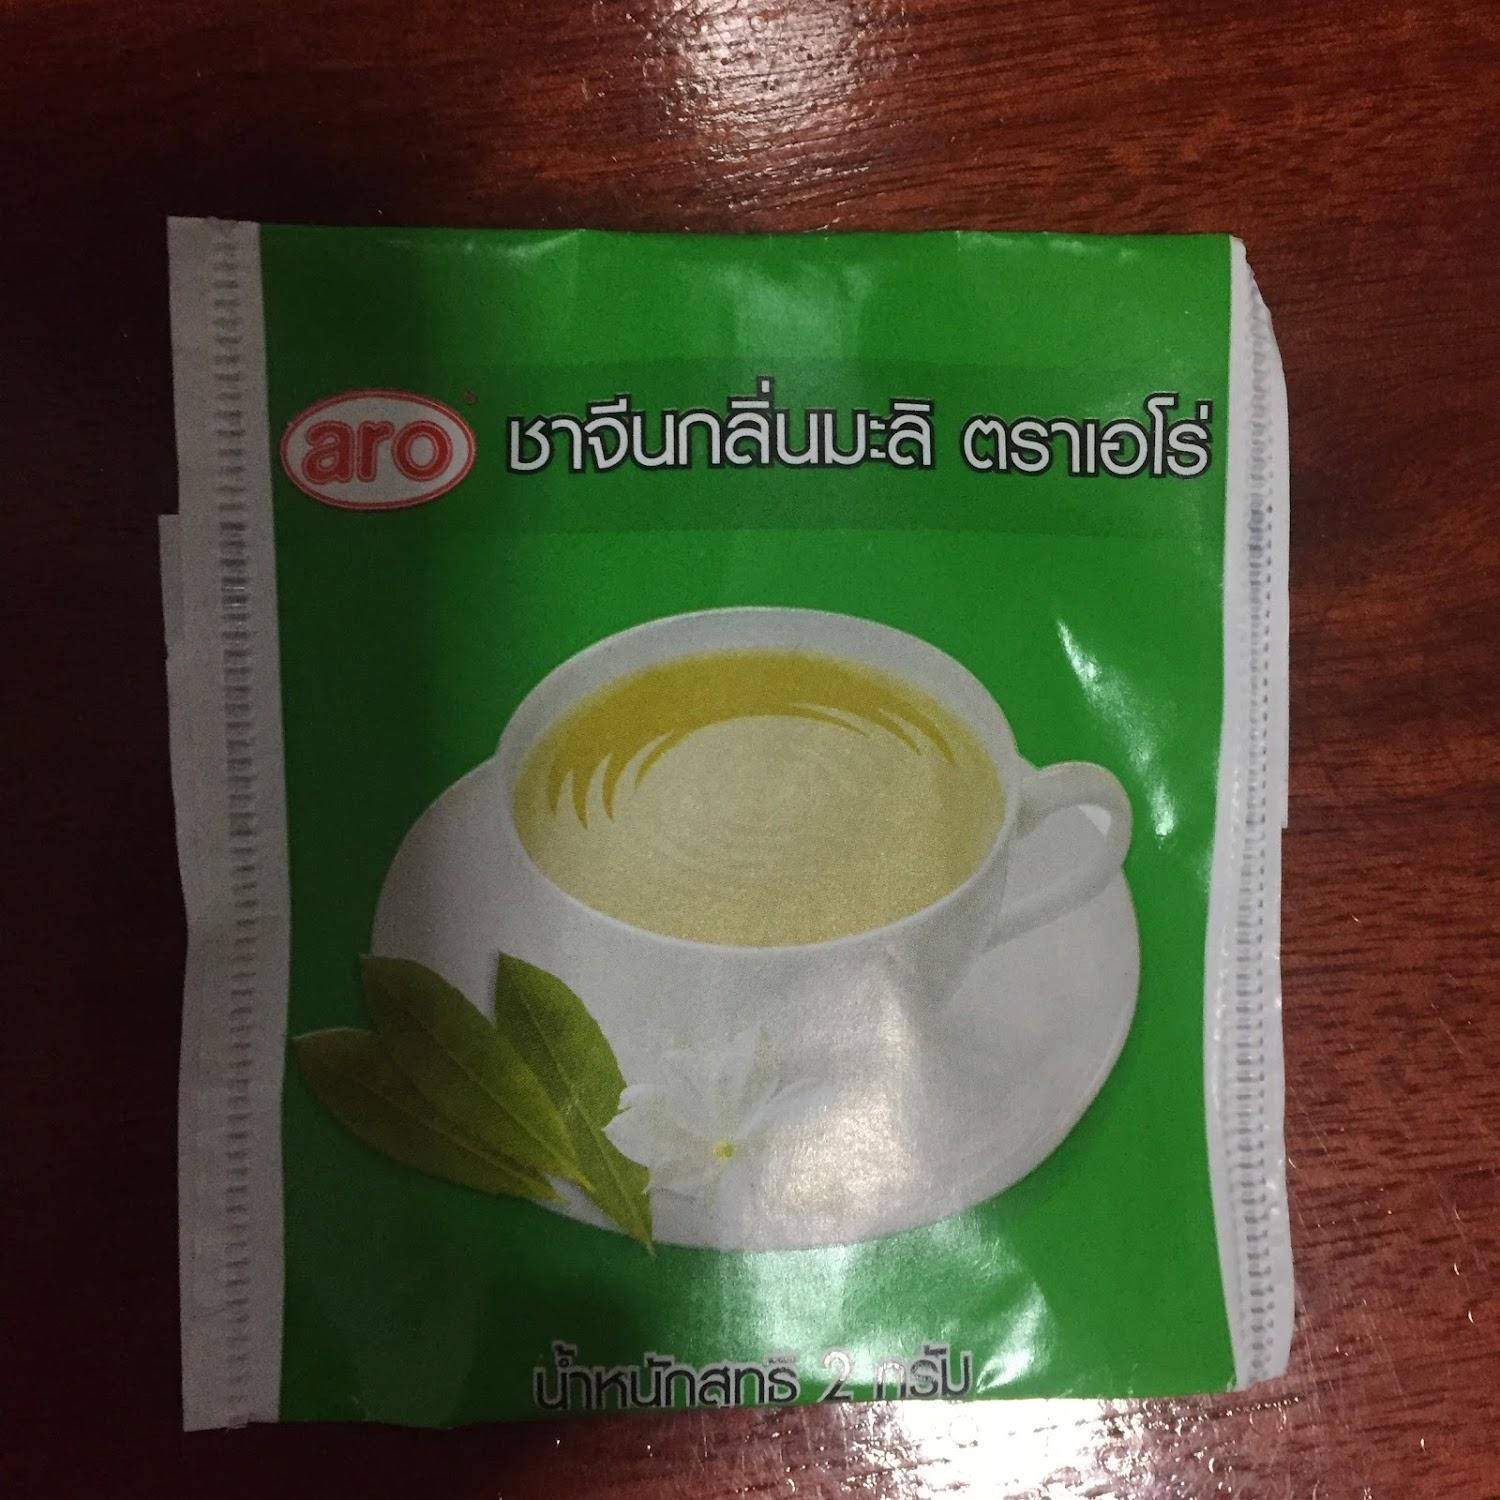 aro ชาจีนกลิ่นมะลิ ตราเอโร่
น้ำหนักสุทธิ 2 กรัม